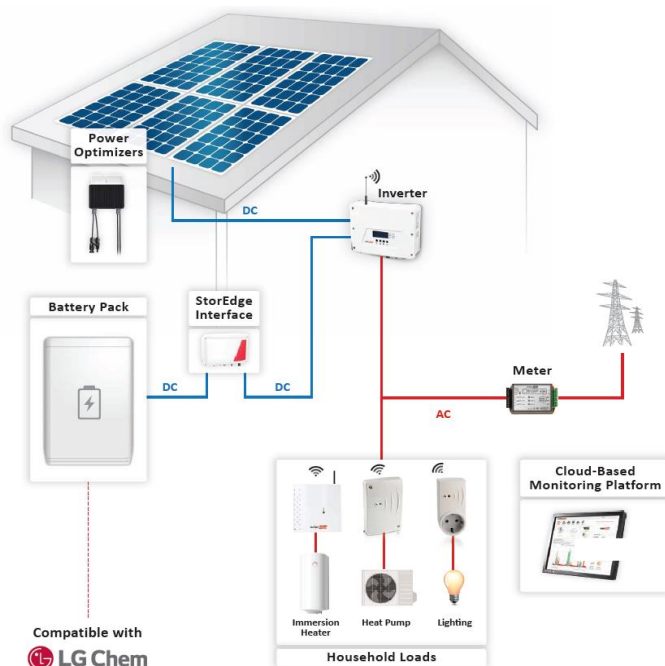 Power
Optimizers
DC
Inverter
StorEdge
Interface
Battery Pack
DC
DC
Meter
AC
Cloud-Based
Monitoring Platform
Immersion
Heater
Heat Pump
Lighting
Household Loads
Compatible with
LG Chem